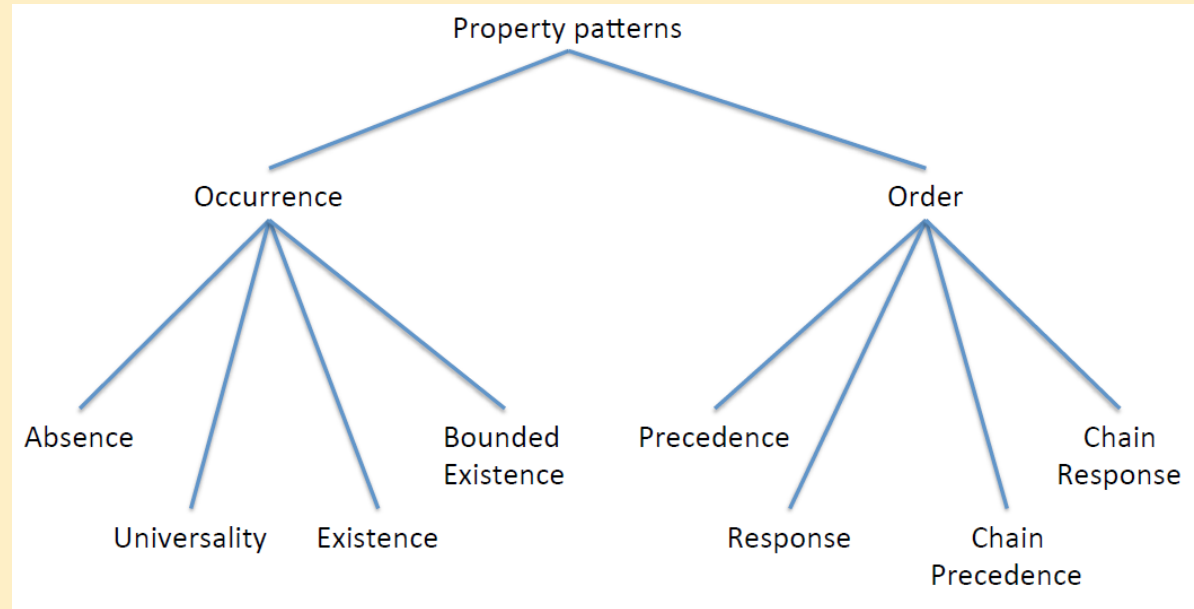 Property patterns
Occurrence
Order
Absence
Bounded
Existence
Precedence
Chain
Response
Universality
Existence
Response
Chain
Precedence